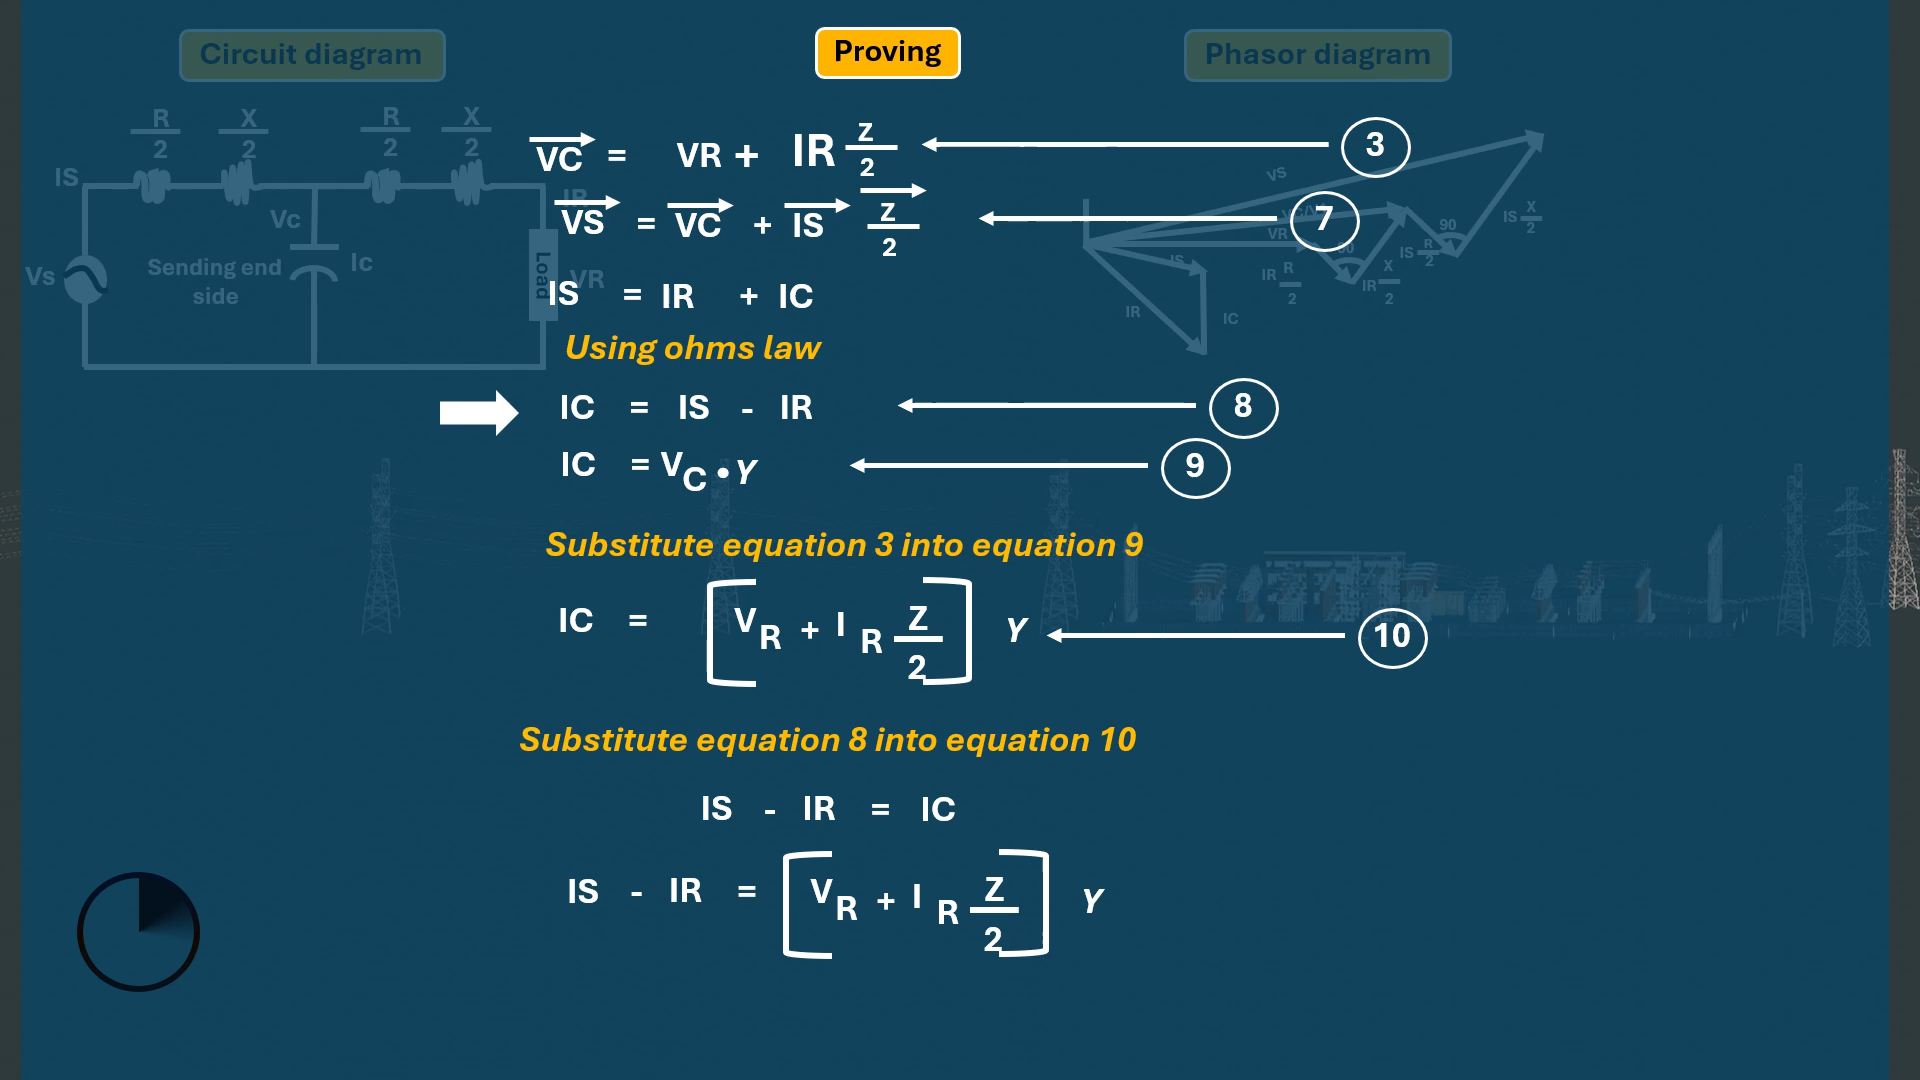 Circuit diagram
Proving
Phasor diagram
R/2 X/2 R/2 X/2
IS
Vc
Ic
Vs
Sending end
side
Load
IR
VR
VC = VR + IR Z/2 3
VS = VC + IS Z/2 7
IS = IR + IC
Using ohms law
IC = IS - IR 8
IC = VC • Y 9
Substitute equation 3 into equation 9
IC = [VR + IR Z/2] Y 10
Substitute equation 8 into equation 10
IS - IR = IC
IS - IR = [VR + IR Z/2] Y
VS
VR
IS
IR
IC
IR R/2
IR X/2
IS R/2
90
IS X/2